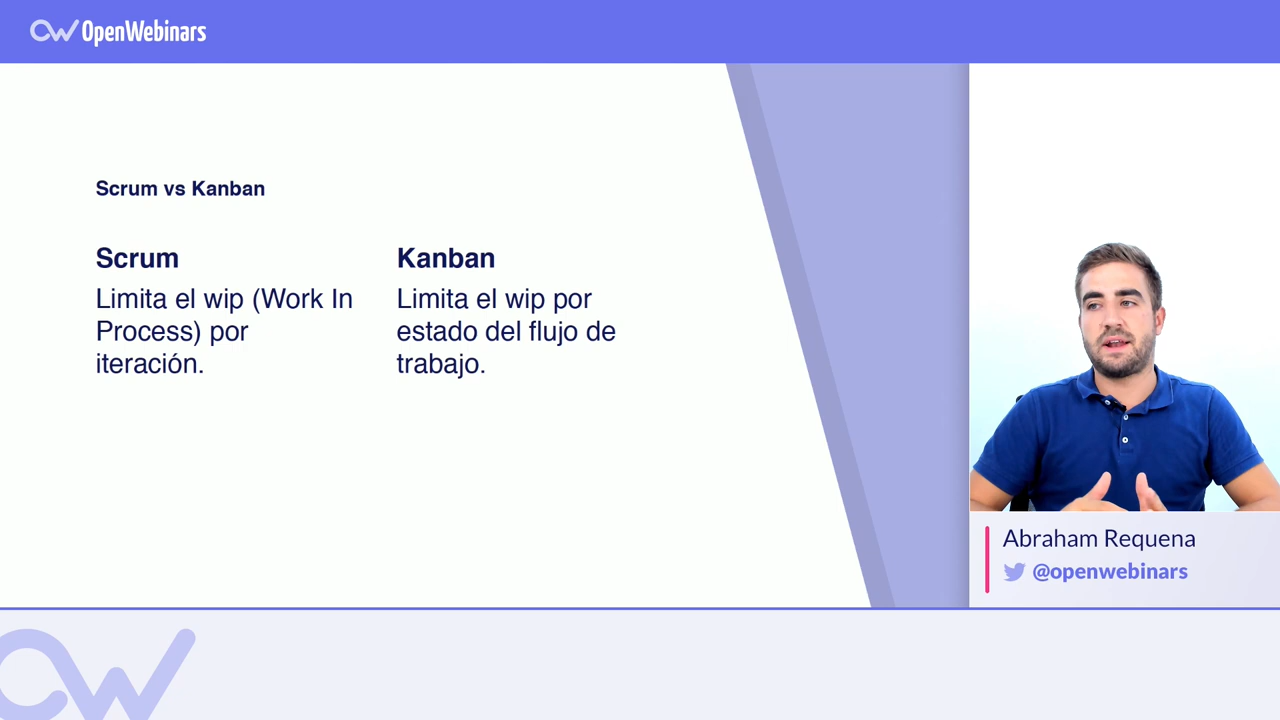 OpenWebinars
Scrum vs Kanban
Scrum
Limita el wip (Work In
Process) por
iteración.
Kanban
Limita el wip por
estado del flujo de
trabajo.
Abraham Requena
@openwebinars